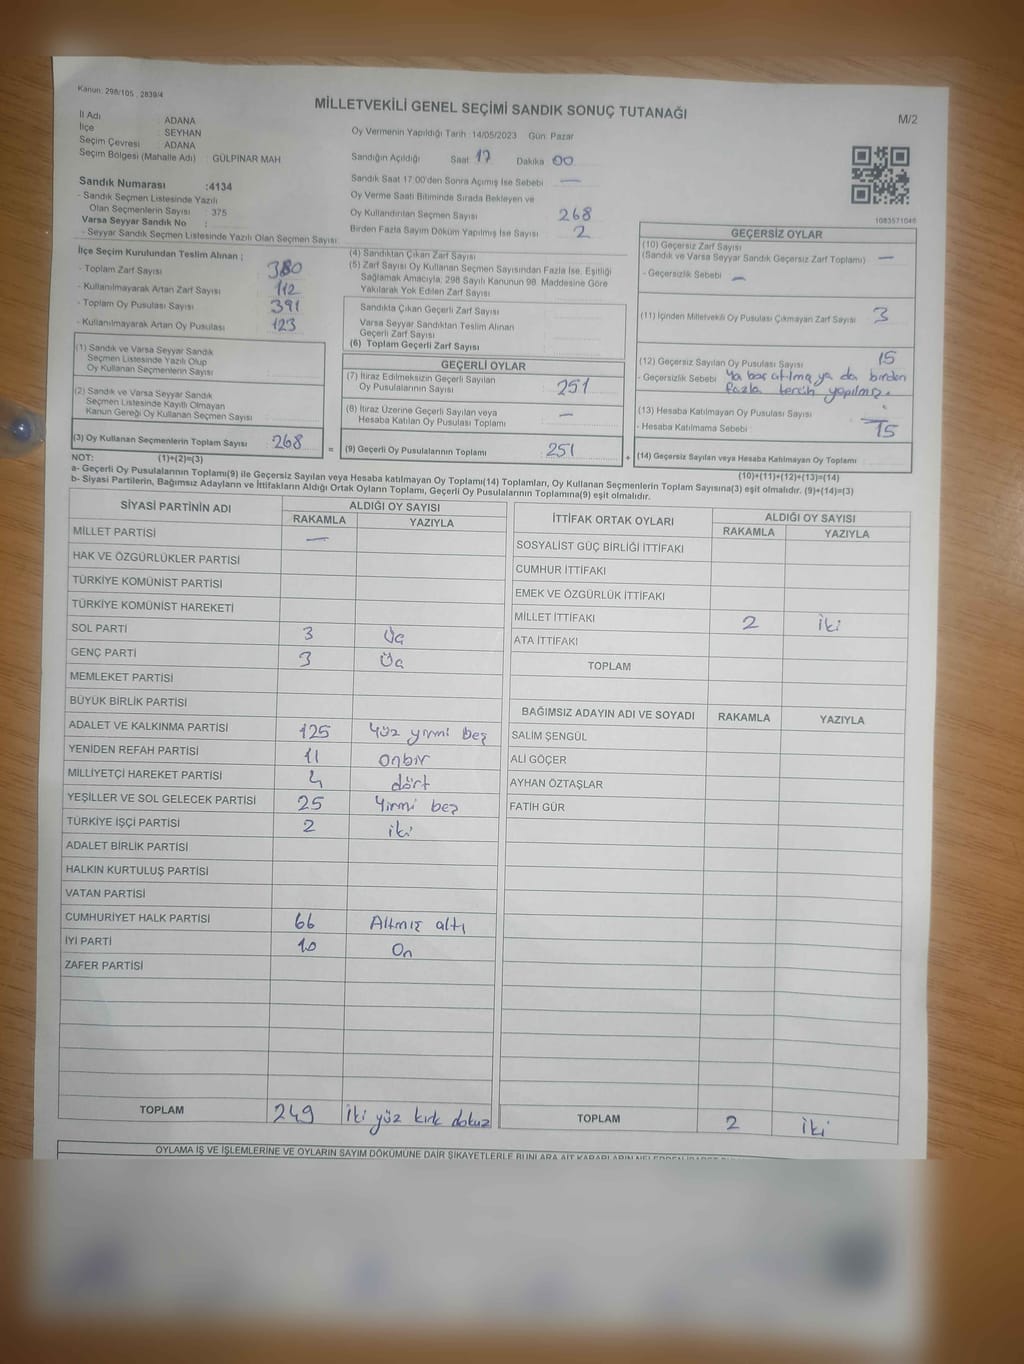 Kanun: 298/105, 2839/4
MİLLETVEKİLİ GENEL SEÇİMİ SANDIK SONUÇ TUTANAĞI
M/2
İl Adı : ADANA
İlçe : SEYHAN
Seçim Çevresi : ADANA
Seçim Bölgesi (Mahalle Adı) : GÜLPINAR MAH
Oy Vermenin Yapıldığı Tarih : 14/05/2023 Gün: Pazar
Sandığın Açıldığı Saat 17 Dakika 00
Sandık Saat 17:00'den Sonra Açımış İse Sebebi —
Oy Verme Saati Bitiminde Sırada Bekleyen ve
Oy Kullandırılan Seçmen Sayısı 268
Birden Fazla Sayım Döküm Yapılmış İse Sayısı 2
Sandık Numarası :4134
- Sandık Seçmen Listesinde Yazılı
Olan Seçmenlerin Sayısı : 375
Varsa Seyyar Sandık No :
- Seyyar Sandık Seçmen Listesinde Yazılı Olan Seçmen Sayısı:
1083571046
İlçe Seçim Kurulundan Teslim Alınan ;
- Toplam Zarf Sayısı 380
- Kullanılmayarak Artan Zarf Sayısı 112
- Toplam Oy Pusulası Sayısı 391
- Kullanılmayarak Artan Oy Pusulası 123
(1) Sandık ve Varsa Seyyar Sandık
Seçmen Listesinde Yazılı Olup
Oy Kullanan Seçmenlerin Sayısı
(2) Sandık ve Varsa Seyyar Sandık
Seçmen Listesinde Kayıtlı Olmayan
Kanun Gereği Oy Kullanan Seçmen Sayısı
(3) Oy Kullanan Seçmenlerin Toplam Sayısı 268
(4) Sandıktan Çıkan Zarf Sayısı
(5) Zarf Sayısı Oy Kullanan Seçmen Sayısından Fazla İse, Eşitliği
Sağlamak Amacıyla; 298 Sayılı Kanunun 98. Maddesine Göre
Yakılarak Yok Edilen Zarf Sayısı
Sandıkta Çıkan Geçerli Zarf Sayısı
Varsa Seyyar Sandıktan Teslim Alınan
Geçerli Zarf Sayısı
(6) Toplam Geçerli Zarf Sayısı
GEÇERLİ OYLAR
(7) İtiraz Edilmeksizin Geçerli Sayılan
Oy Pusulalarının Sayısı 251
(8) İtiraz Üzerine Geçerli Sayılan veya
Hesaba Katılan Oy Pusulası Toplamı —
= (9) Geçerli Oy Pusulalarının Toplamı 251
GEÇERSİZ OYLAR
(10) Geçersiz Zarf Sayısı
(Sandık ve Varsa Seyyar Sandık Geçersiz Zarf Toplamı) —
- Geçersizlik Sebebi : —
(11) İçinden Milletvekili Oy Pusulası Çıkmayan Zarf Sayısı 3
(12) Geçersiz Sayılan Oy Pusulası Sayısı 15
- Geçersizlik Sebebi : Ya boş atılma ya da birden
fazla tercih yapılmış.
(13) Hesaba Katılmayan Oy Pusulası Sayısı
- Hesaba Katılmama Sebebi : 15
+ (14) Geçersiz Sayılan veya Hesaba Katılmayan Oy Toplamı
NOT: (1)+(2)=(3) (10)+(11)+(12)+(13)=(14)
a- Geçerli Oy Pusulalarının Toplamı(9) ile Geçersiz Sayılan veya Hesaba katılmayan Oy Toplamı(14) Toplamları, Oy Kullanan Seçmenlerin Toplam Sayısına(3) eşit olmalıdır. (9)+(14)=(3)
b- Siyasi Partilerin, Bağımsız Adayların ve İttifakların Aldığı Ortak Oyların Toplamı, Geçerli Oy Pusulalarının Toplamına(9) eşit olmalıdır.
SİYASİ PARTİNİN ADI ALDIĞI OY SAYISI
RAKAMLA YAZIYLA
MİLLET PARTİSİ —
HAK VE ÖZGÜRLÜKLER PARTİSİ
TÜRKİYE KOMÜNİST PARTİSİ
TÜRKİYE KOMÜNİST HAREKETİ
SOL PARTİ 3 Üç
GENÇ PARTİ 3 Üç
MEMLEKET PARTİSİ
BÜYÜK BİRLİK PARTİSİ
ADALET VE KALKINMA PARTİSİ 125 Yüz yirmi beş
YENİDEN REFAH PARTİSİ 11 onbir
MİLLİYETÇİ HAREKET PARTİSİ 4 dört
YEŞİLLER VE SOL GELECEK PARTİSİ 25 Yirmi beş
TÜRKİYE İŞÇİ PARTİSİ 2 iki
ADALET BİRLİK PARTİSİ
HALKIN KURTULUŞ PARTİSİ
VATAN PARTİSİ
CUMHURİYET HALK PARTİSİ 66 Altmış altı
İYİ PARTİ 10 On
ZAFER PARTİSİ
TOPLAM 249 İki yüz kırk dokuz
İTTİFAK ORTAK OYLARI ALDIĞI OY SAYISI
RAKAMLA YAZIYLA
SOSYALİST GÜÇ BİRLİĞİ İTTİFAKI
CUMHUR İTTİFAKI
EMEK VE ÖZGÜRLÜK İTTİFAKI
MİLLET İTTİFAKI 2 İki
ATA İTTİFAKI
TOPLAM
BAĞIMSIZ ADAYIN ADI VE SOYADI RAKAMLA YAZIYLA
SALİM ŞENGÜL
ALİ GÖÇER
AYHAN ÖZTAŞLAR
FATİH GÜR
TOPLAM 2 İki
OYLAMA İŞ VE İŞLEMLERİNE VE OYLARIN SAYIM DÖKÜMÜNE DAİR ŞİKAYETLERLE BUNLARA AİT KARARLARIN